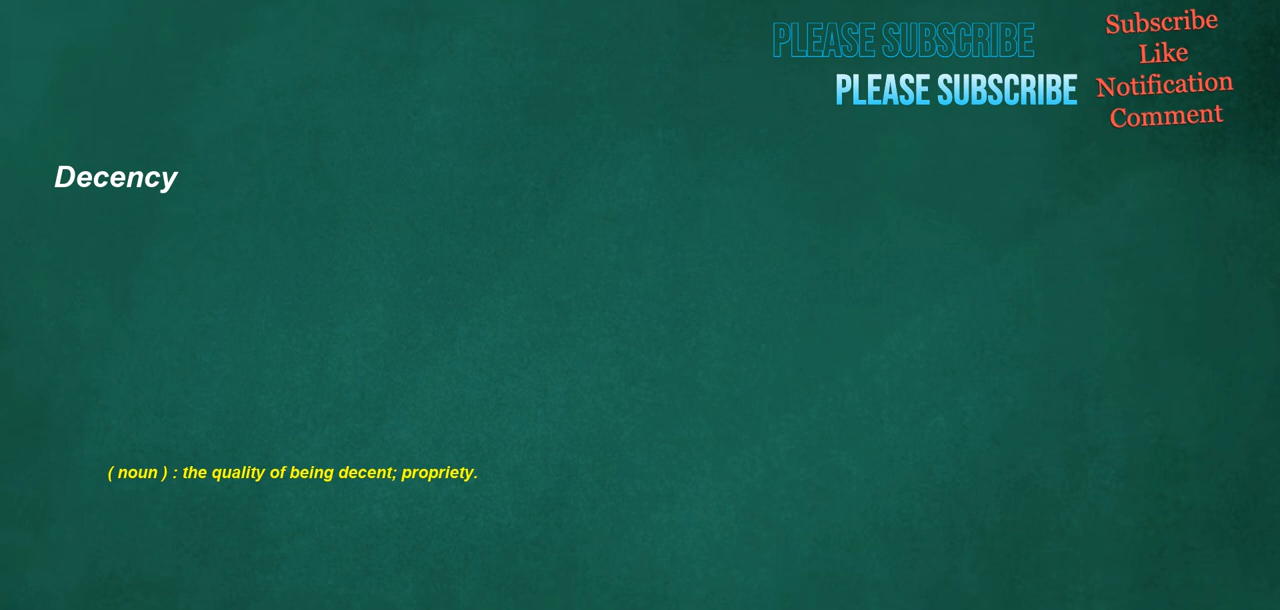 PLEASE SUBSCRIBE
PLEASE SUBSCRIBE
Subscribe
Like
Notification
Comment
Decency
( noun ) : the quality of being decent; propriety.